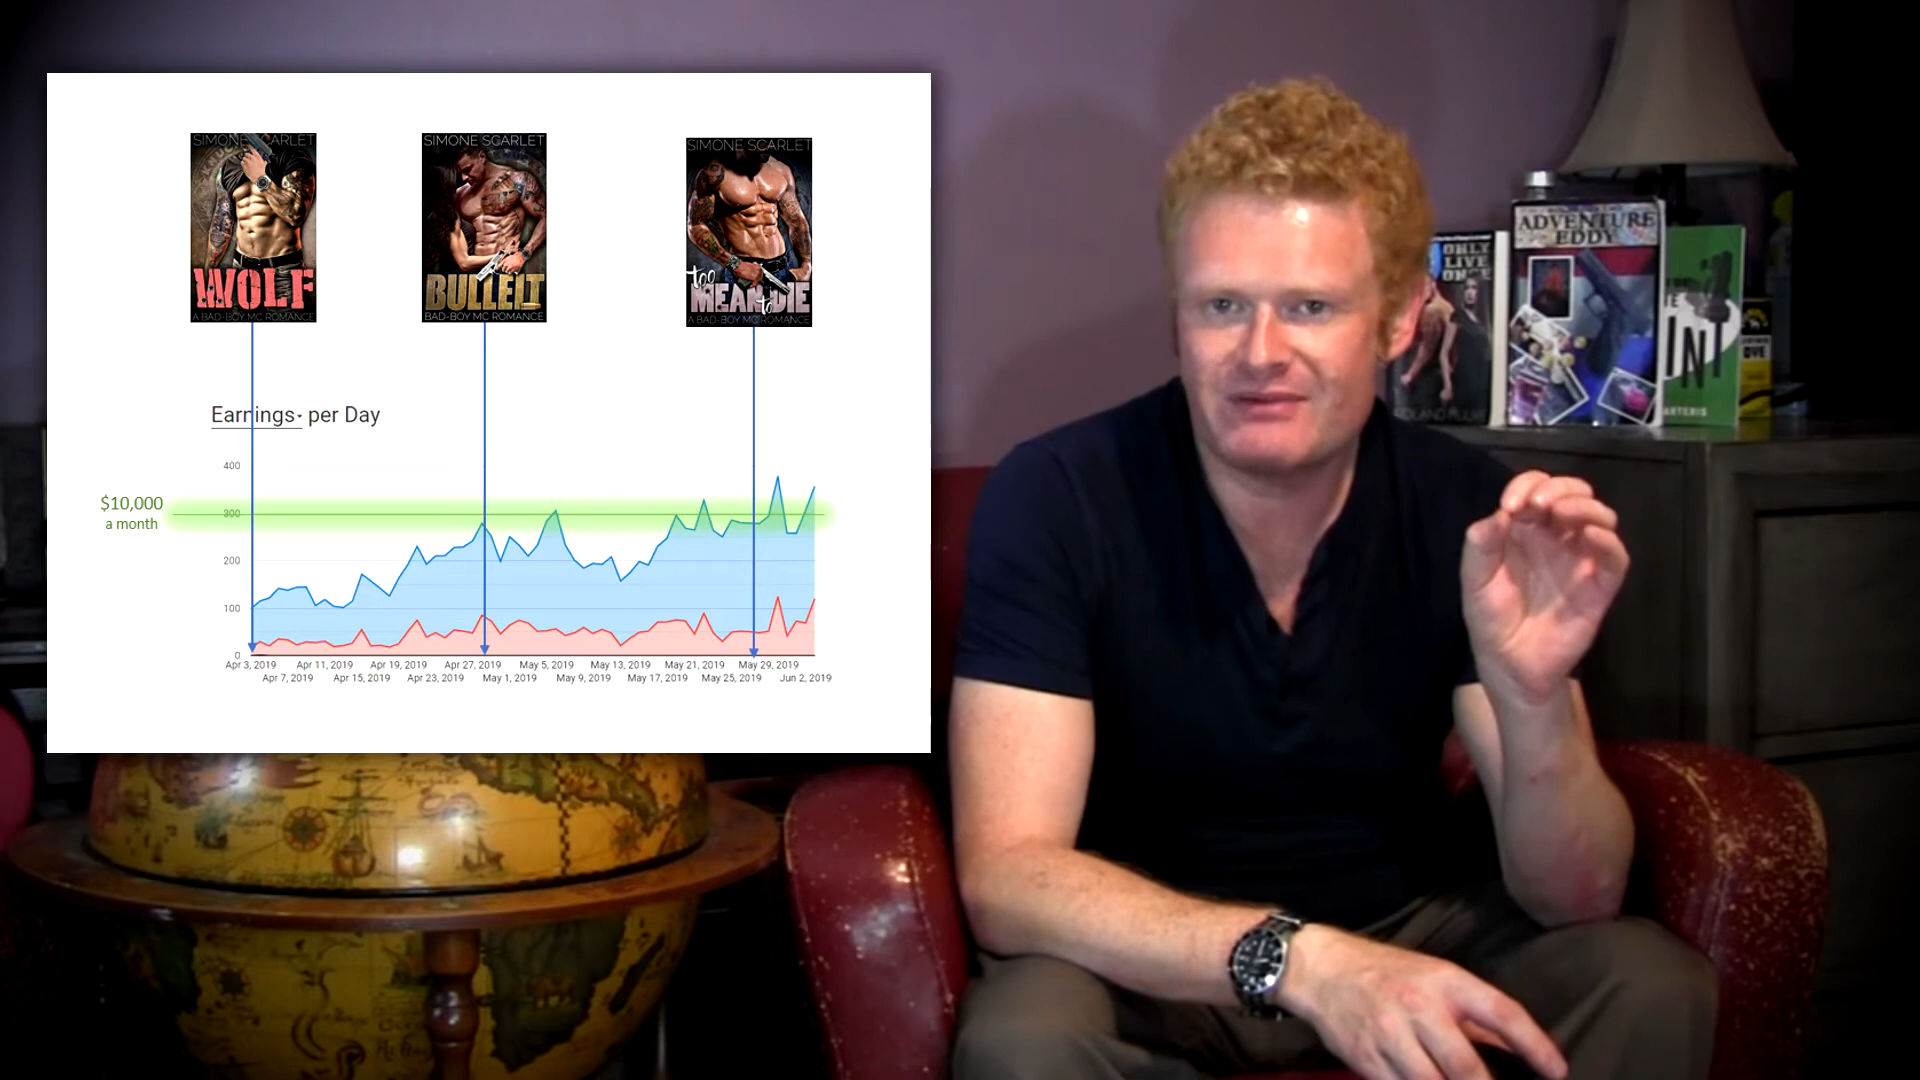 SIMONE SCARLET
WOLF
A BAD-BOY MC ROMANCE
SIMONE SCARLET
BULLEIT
BAD-BOY MC ROMANCE
SIMONE SCARLET
too
MEAN to DIE
A BAD-BOY MC ROMANCE
Earnings per Day
$10,000
a month
400
300
200
100
0
Apr 3, 2019 Apr 11, 2019 Apr 19, 2019 Apr 27, 2019 May 5, 2019 May 13, 2019 May 21, 2019 May 29, 2019
Apr 7, 2019 Apr 15, 2019 Apr 23, 2019 May 1, 2019 May 9, 2019 May 17, 2019 May 25, 2019 Jun 2, 2019
ONLY
LIVE
ONCE
ADVENTURE
EDDY
ARTERIS